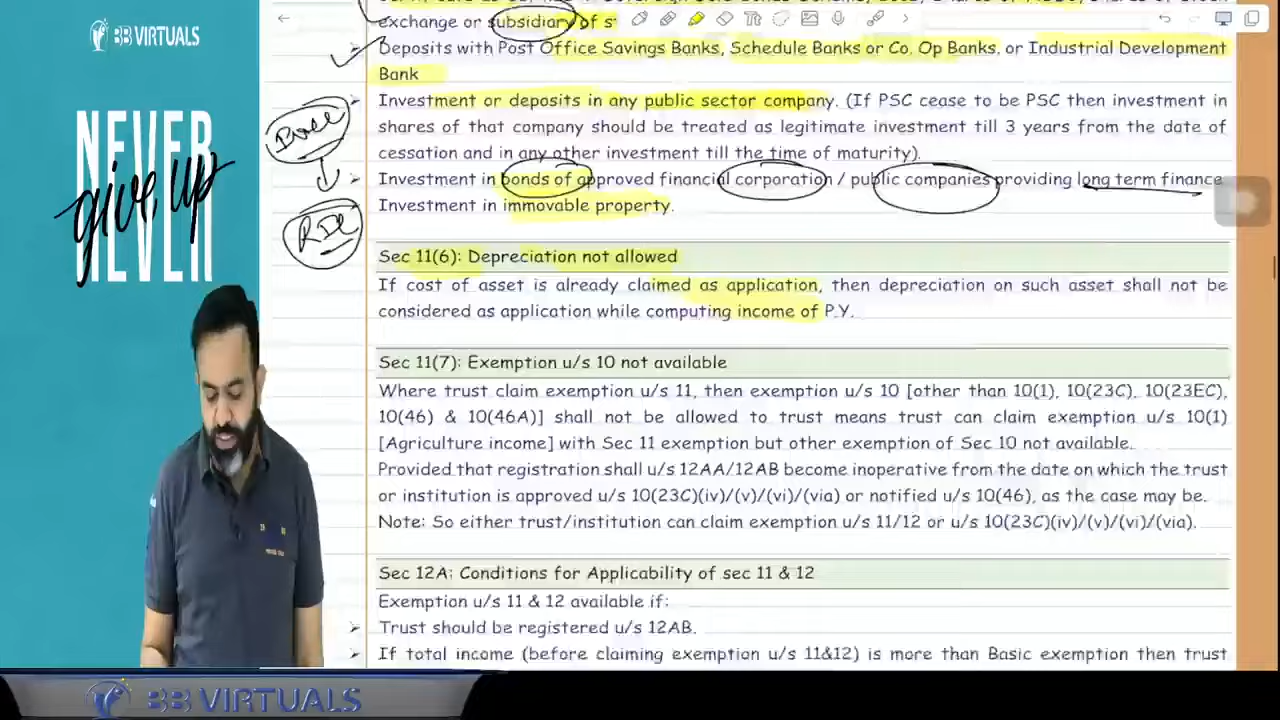 BB VIRTUALS
NEVER
give up
NEVER
exchange or subsidiary of s
Deposits with Post Office Savings Banks, Schedule Banks or Co. Op Banks, or Industrial Development
Bank
Investment or deposits in any public sector company. (If PSC cease to be PSC then investment in
shares of that company should be treated as legitimate investment till 3 years from the date of
cessation and in any other investment till the time of maturity).
Investment in bonds of approved financial corporation / public companies providing long term finance
Investment in immovable property.
Sec 11(6): Depreciation not allowed
If cost of asset is already claimed as application, then depreciation on such asset shall not be
considered as application while computing income of P.Y.
Sec 11(7): Exemption u/s 10 not available
Where trust claim exemption u/s 11, then exemption u/s 10 [other than 10(1), 10(23C), 10(23EC),
10(46) & 10(46A)] shall not be allowed to trust means trust can claim exemption u/s 10(1)
[Agriculture income] with Sec 11 exemption but other exemption of Sec 10 not available.
Provided that registration shall u/s 12AA/12AB become inoperative from the date on which the trust
or institution is approved u/s 10(23C)(iv)/(v)/(vi)/(via) or notified u/s 10(46), as the case may be.
Note: So either trust/institution can claim exemption u/s 11/12 or u/s 10(23C)(iv)/(v)/(vi)/(via).
Sec 12A: Conditions for Applicability of sec 11 & 12
Exemption u/s 11 & 12 available if:
Trust should be registered u/s 12AB.
If total income (before claiming exemption u/s 11&12) is more than Basic exemption then trust
BB VIRTUALS